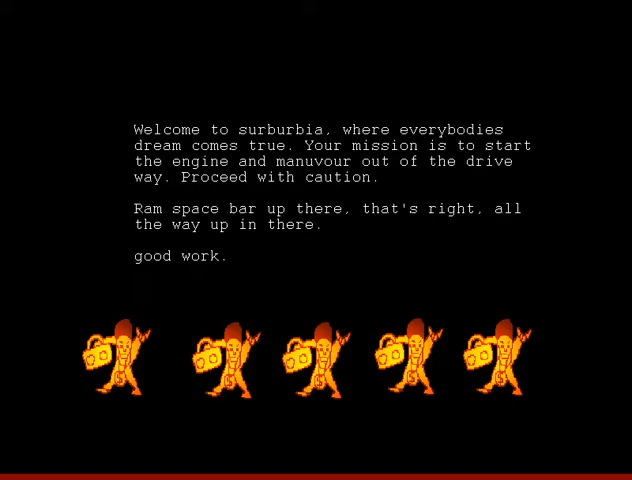 Welcome to surburbia, where everybodies
dream comes true. Your mission is to start
the engine and manuvour out of the drive
way. Proceed with caution.
Ram space bar up there, that's right, all
the way up in there.
good work.